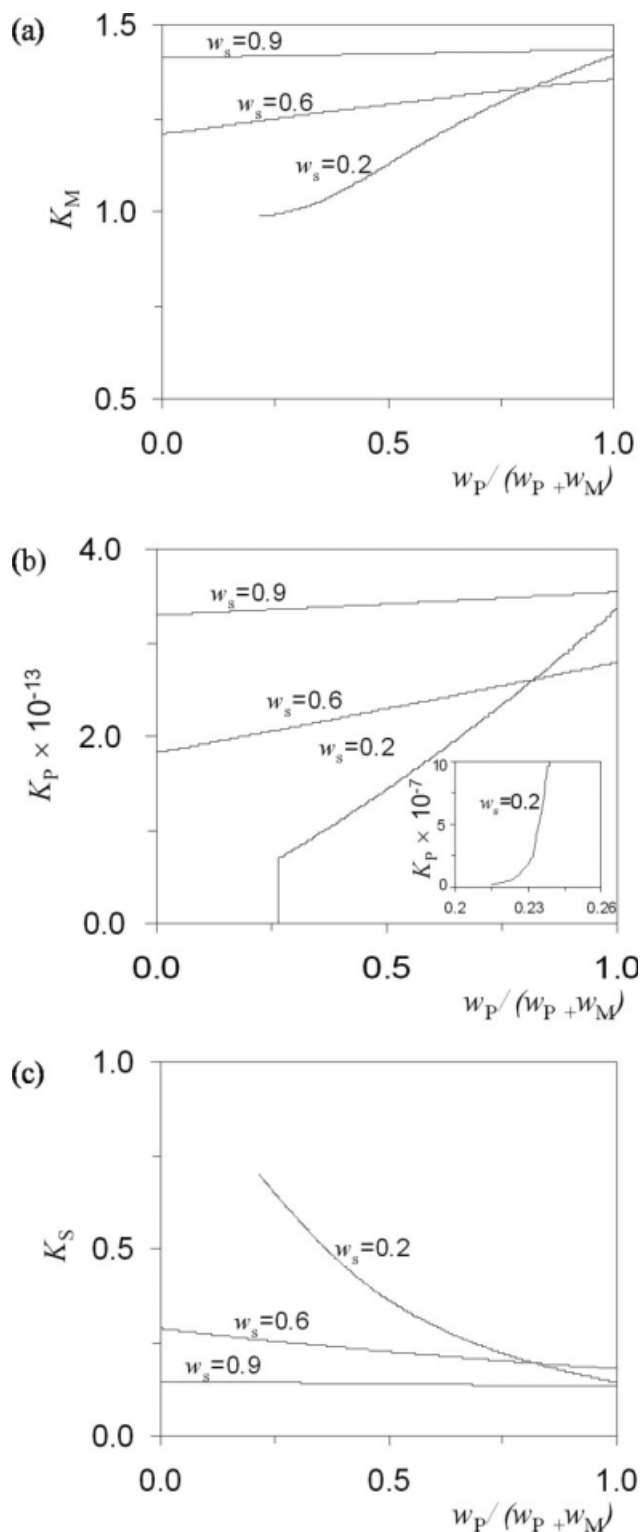 (a)
1.5
w_s=0.9
w_s=0.6
w_s=0.2
K_M
1.0
0.5
0.0 0.5 1.0
w_P/(w_P +w_M)
(b)
4.0
w_s=0.9
K_P × 10^-13
w_s=0.6
2.0
w_s=0.2
10
K_P × 10^-7
w_s=0.2
5
0
0.2 0.23 0.26
0.0
0.0 0.5 1.0
w_P/(w_P +w_M)
(c)
1.0
K_S
0.5
w_s=0.2
w_s=0.6
w_s=0.9
0.0
0.0 0.5 1.0
w_P/(w_P +w_M)